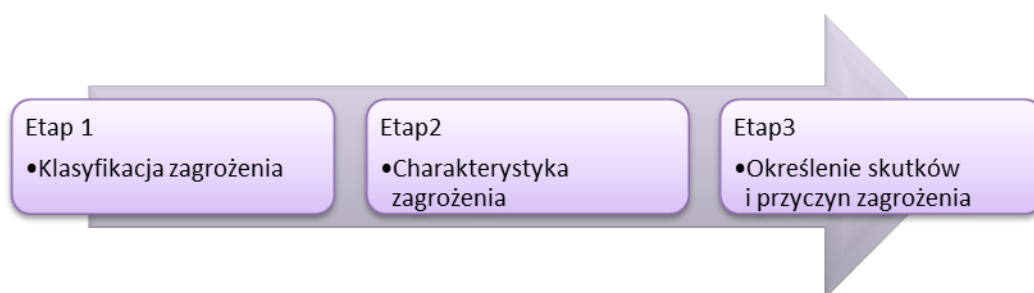 Etap 1
•Klasyfikacja zagrożenia
Etap2
•Charakterystyka
zagrożenia
Etap3
•Określenie skutków
i przyczyn zagrożenia